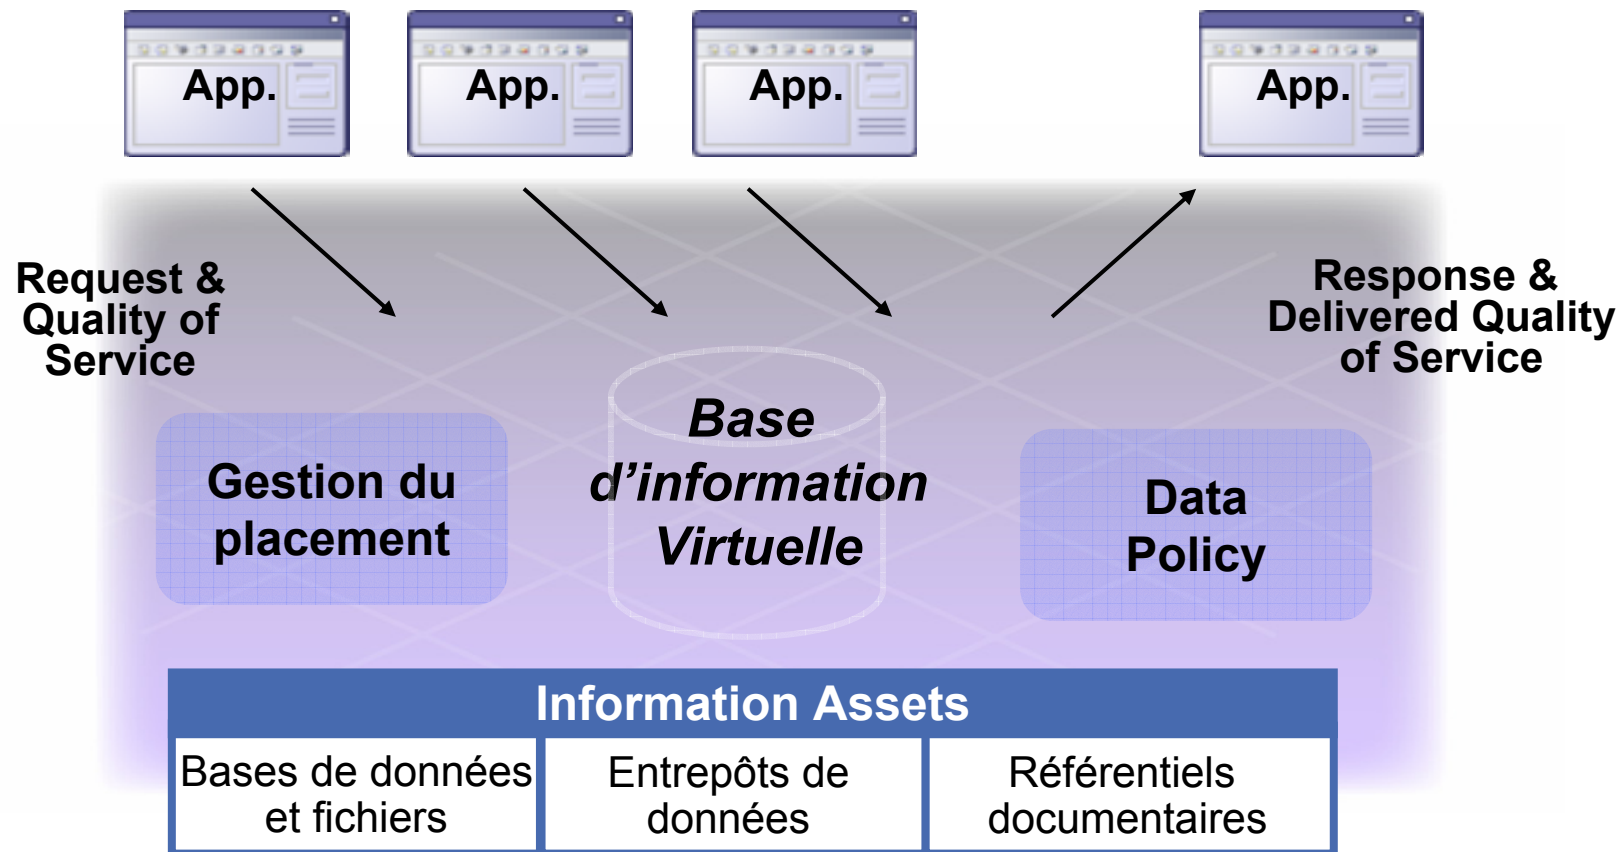 App.
App.
App.
App.
Request &
Quality of
Service
Response &
Delivered Quality
of Service
Gestion du
placement
Base
d’information
Virtuelle
Data
Policy
Information Assets
Bases de données
et fichiers
Entrepôts de
données
Référentiels
documentaires